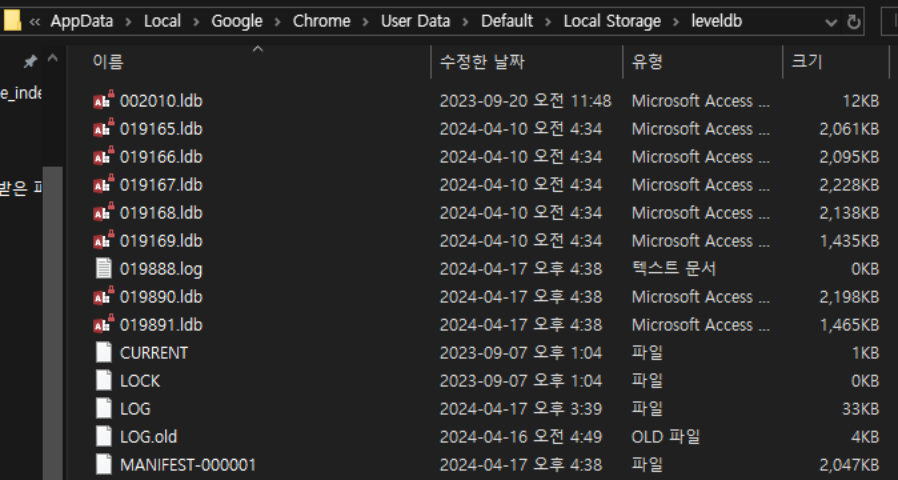 « AppData › Local › Google › Chrome › User Data › Default › Local Storage › leveldb
이름 수정한 날짜 유형 크기
002010.ldb 2023-09-20 오전 11:48 Microsoft Access ... 12KB
e_inde
019165.ldb 2024-04-10 오전 4:34 Microsoft Access ... 2,061KB
019166.ldb 2024-04-10 오전 4:34 Microsoft Access ... 2,095KB
019167.ldb 2024-04-10 오전 4:34 Microsoft Access ... 2,228KB
받은 파
019168.ldb 2024-04-10 오전 4:34 Microsoft Access ... 2,138KB
019169.ldb 2024-04-10 오전 4:34 Microsoft Access ... 1,435KB
019888.log 2024-04-17 오후 4:38 텍스트 문서 0KB
019890.ldb 2024-04-17 오후 4:38 Microsoft Access ... 2,198KB
019891.ldb 2024-04-17 오후 4:38 Microsoft Access ... 1,465KB
CURRENT 2023-09-07 오후 1:04 파일 1KB
LOCK 2023-09-07 오후 1:04 파일 0KB
LOG 2024-04-17 오후 3:39 파일 33KB
LOG.old 2024-04-16 오전 4:49 OLD 파일 4KB
MANIFEST-000001 2024-04-17 오후 4:38 파일 2,047KB